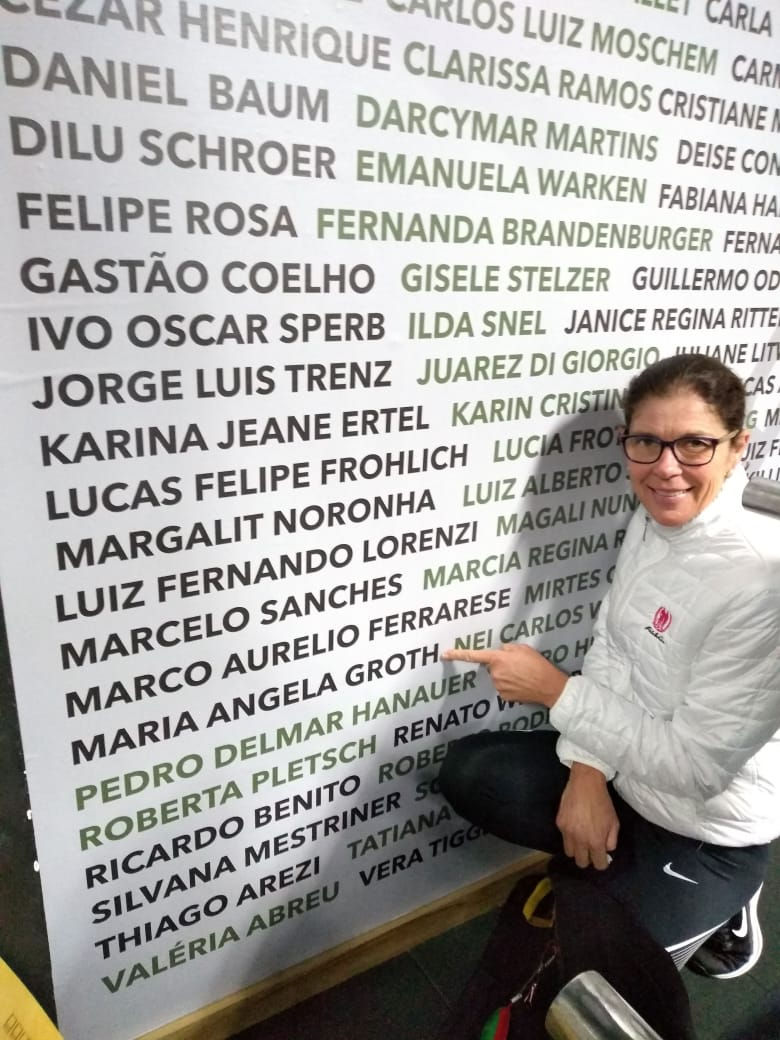 CARLOS LUIZ MOSCHEM CARLA
CEZAR HENRIQUE CLARISSA RAMOS CRISTIANE
DANIEL BAUM DARCYMAR MARTINS DEISE
DILU SCHROER EMANUELA WARKEN FABIANA
FELIPE ROSA FERNANDA BRANDENBURGER
GASTÃO COELHO GISELE STELZER GUILLERMO
IVO OSCAR SPERB ILDA SNEL JANICE REGINA
JORGE LUIS TRENZ JUAREZ DI GIORGIO
KARINA JEANE ERTEL KARIN
LUCAS FELIPE FROHLICH LUCIA
MARGALIT NORONHA LUIZ ALBERTO
LUIZ FERNANDO LORENZI MAGALI
MARCELO SANCHES MARCIA REGINA
MARCO AURELIO FERRARESE MIRTES
MARIA ANGELA GROTH NEI CARLOS
PEDRO DELMAR HANAUER
ROBERTA PLETSCH RENATO
RICARDO BENITO
SILVANA MESTRINER
THIAGO AREZI TATIANA
VALÉRIA ABREU VERA